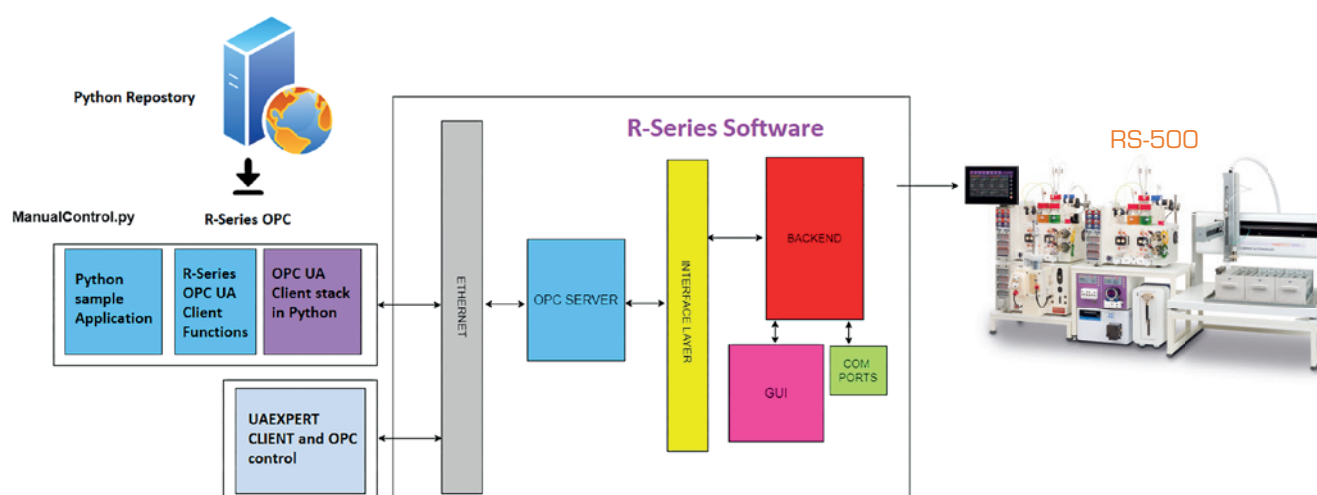 Python Repostory
ManualControl.py
R-Series OPC
Python
sample
Application
R-Series
OPC UA
Client
Functions
OPC UA
Client stack
in Python
UAEXPERT
CLIENT and OPC
control
R-Series Software
ETHERNET
OPC SERVER
INTERFACE LAYER
BACKEND
GUI
COM
PORTS
RS-500